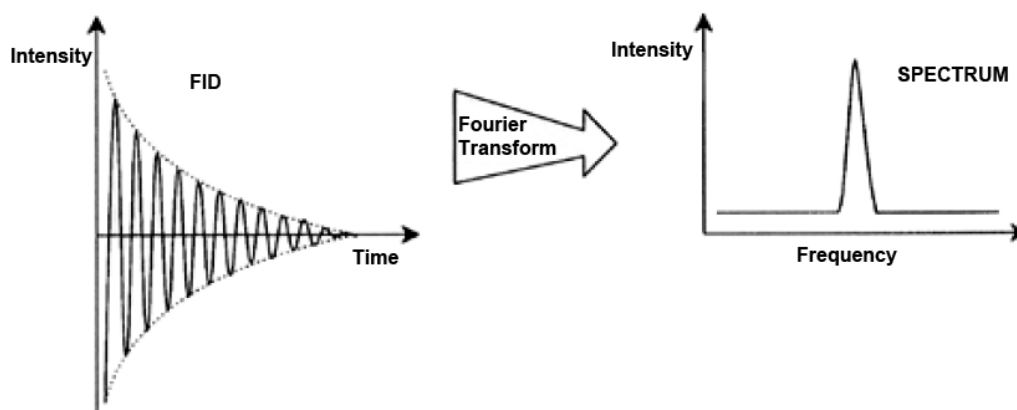 Intensity
FID
Time
Fourier
Transform
Intensity
SPECTRUM
Frequency